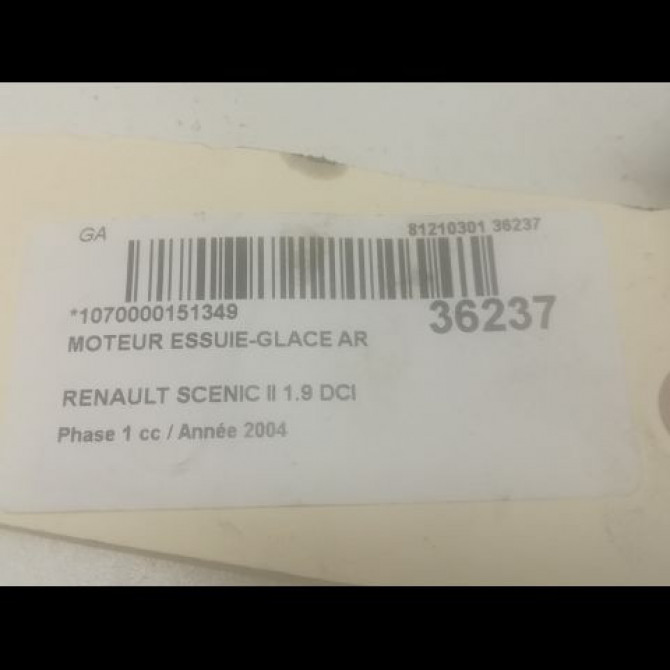 GA
81210301 36237
*1070000151349
36237
MOTEUR ESSUIE-GLACE AR
RENAULT SCENIC II 1.9 DCI
Phase 1 cc / Année 2004